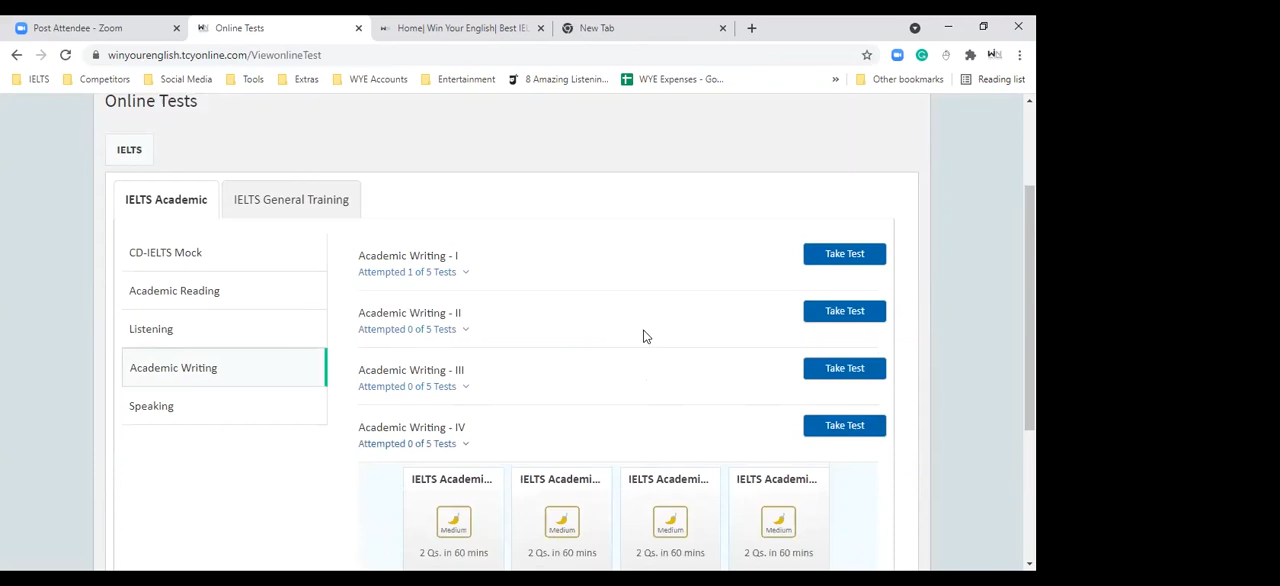 Post Attendee - Zoom
Online Tests
Home| Win Your English| Best IEL
New Tab
winyourenglish.tcyonline.com/ViewonlineTest
IELTS
Competitors
Social Media
Tools
Extras
WYE Accounts
Entertainment
8 Amazing Listenin...
WYE Expenses - Go...
»
Other bookmarks
Reading list
Online Tests
IELTS
IELTS Academic
IELTS General Training
CD-IELTS Mock
Academic Reading
Listening
Academic Writing
Speaking
Academic Writing - I
Attempted 1 of 5 Tests
Take Test
Academic Writing - II
Attempted 0 of 5 Tests
Take Test
Academic Writing - III
Attempted 0 of 5 Tests
Take Test
Academic Writing - IV
Attempted 0 of 5 Tests
Take Test
IELTS Academi...
Medium
2 Qs. in 60 mins
IELTS Academi...
Medium
2 Qs. in 60 mins
IELTS Academi...
Medium
2 Qs. in 60 mins
IELTS Academi...
Medium
2 Qs. in 60 mins